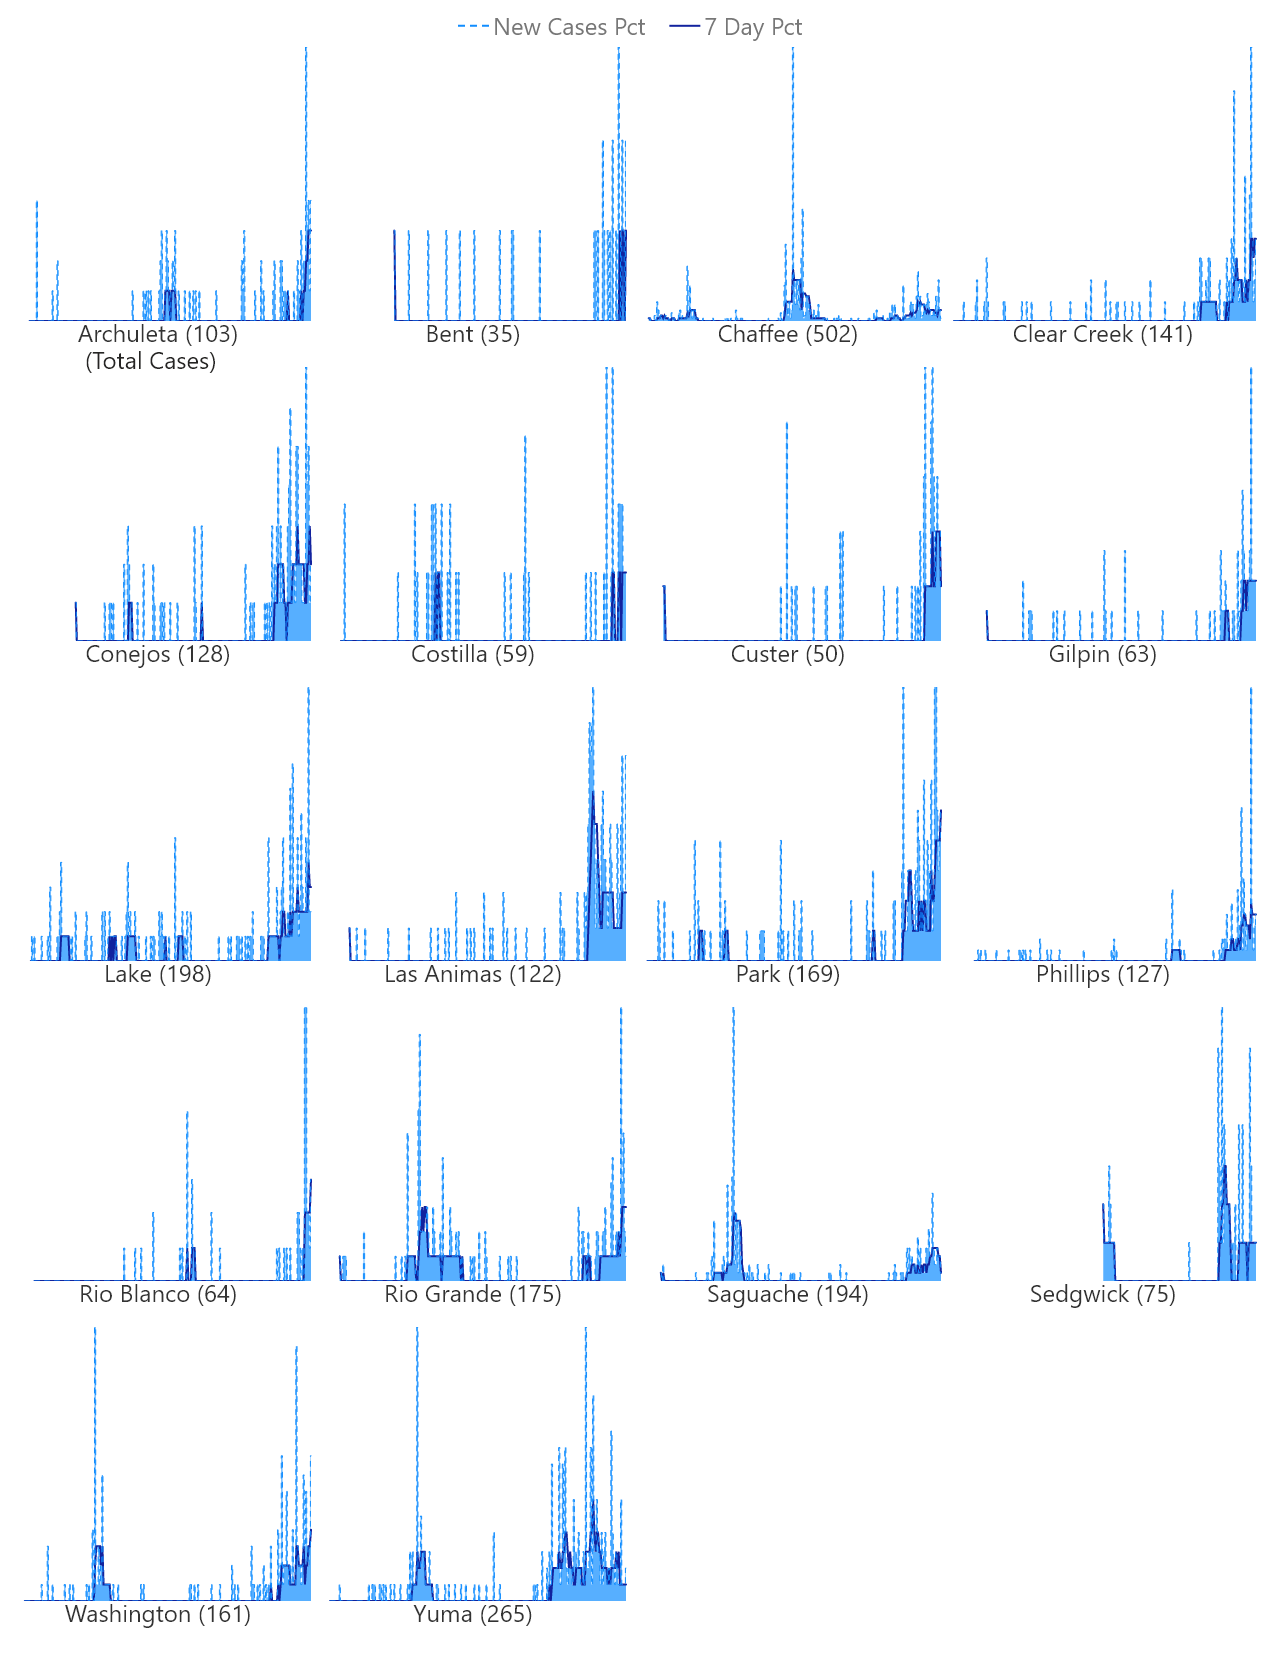 New Cases Pct 7 Day Pct
Archuleta (103) Bent (35) Chaffee (502) Clear Creek (141)
(Total Cases)
Conejos (128) Costilla (59) Custer (50) Gilpin (63)
Lake (198) Las Animas (122) Park (169) Phillips (127)
Rio Blanco (64) Rio Grande (175) Saguache (194) Sedgwick (75)
Washington (161) Yuma (265)